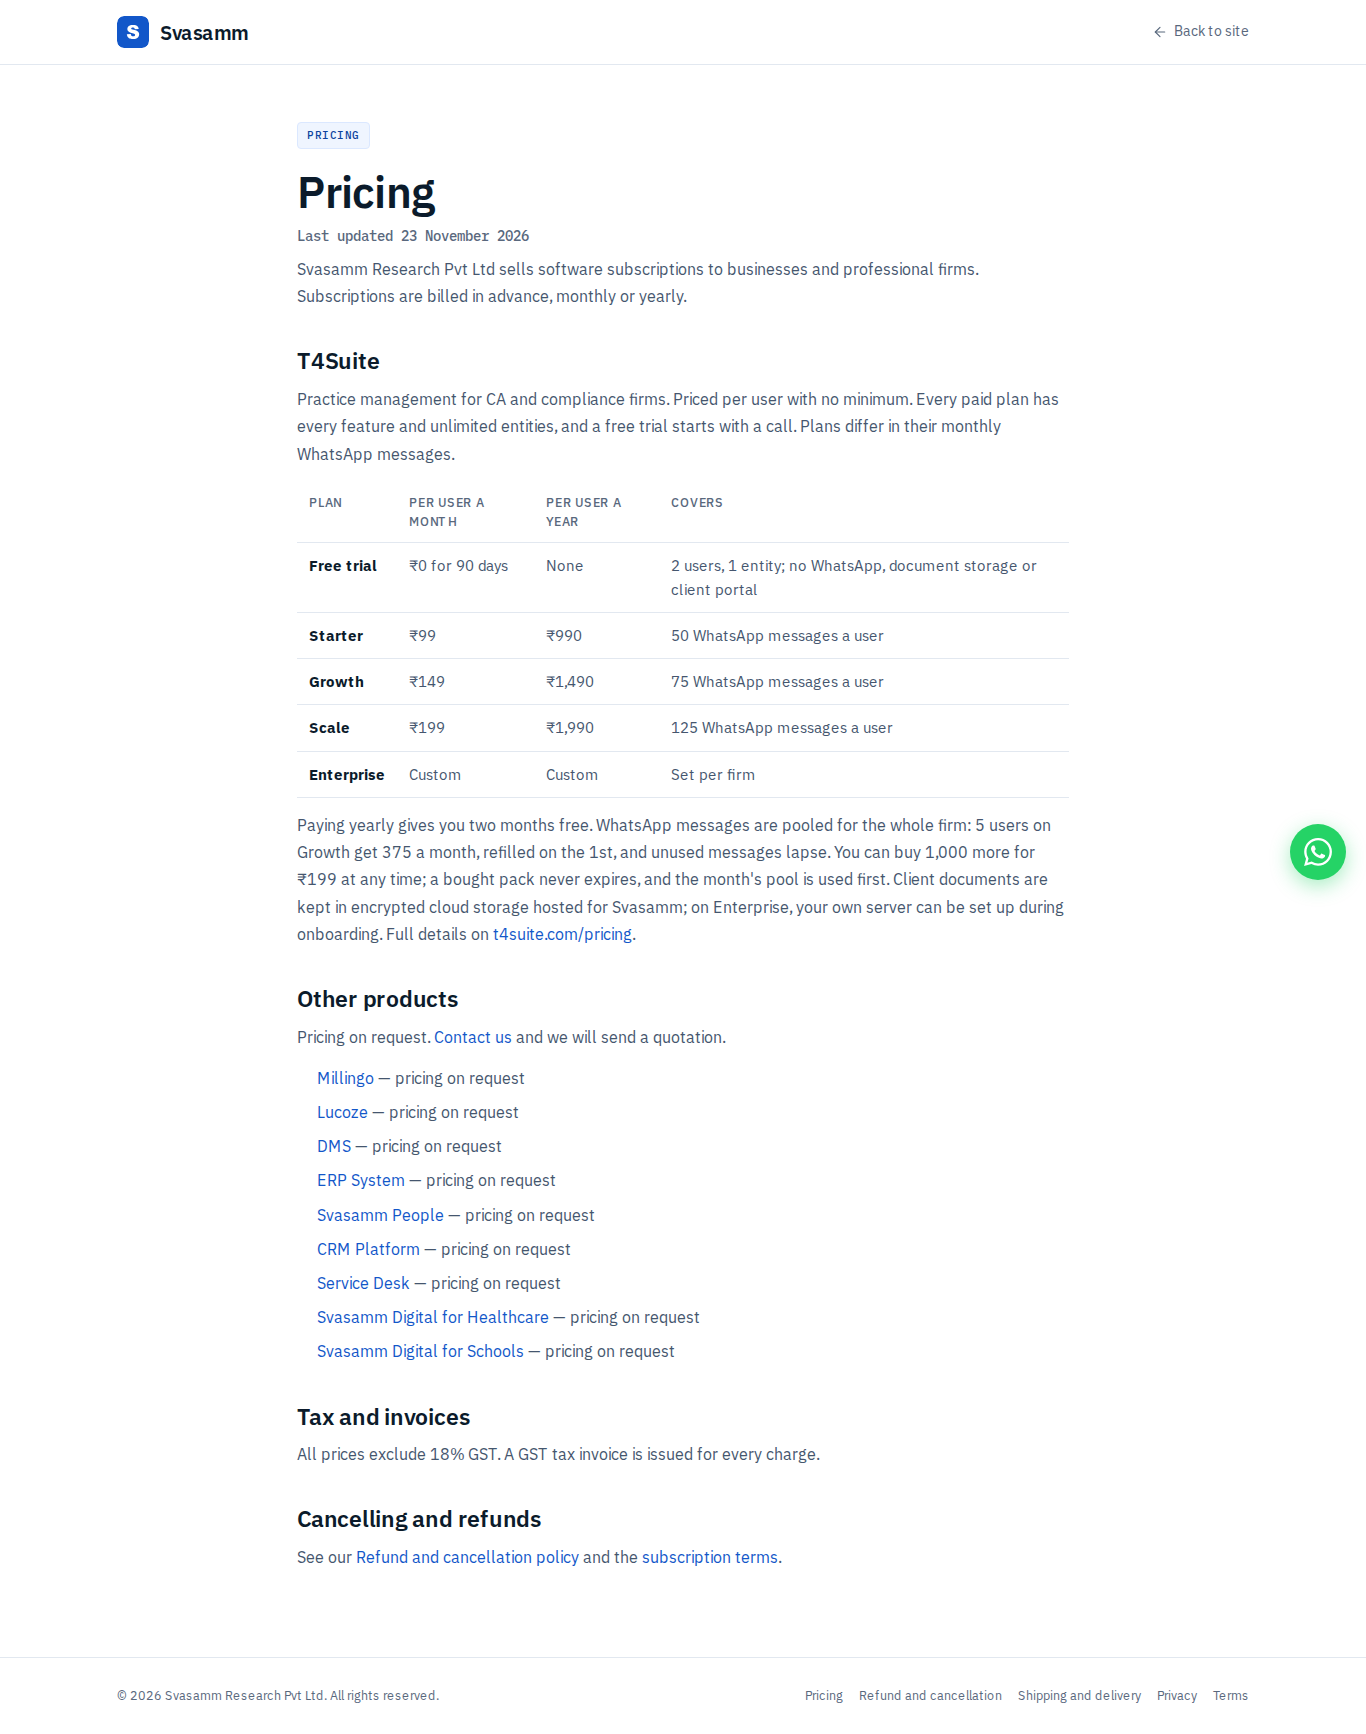 S Svasamm
← Back to site
PRICING
Pricing
Last updated 23 November 2026
Svasamm Research Pvt Ltd sells software subscriptions to businesses and professional firms.
Subscriptions are billed in advance, monthly or yearly.
T4Suite
Practice management for CA and compliance firms. Priced per user with no minimum. Every paid plan has
every feature and unlimited entities, and a free trial starts with a call. Plans differ in their monthly
WhatsApp messages.
PLAN PER USER A MONTH PER USER A YEAR COVERS
Free trial ₹0 for 90 days None 2 users, 1 entity; no WhatsApp, document storage or
client portal
Starter ₹99 ₹990 50 WhatsApp messages a user
Growth ₹149 ₹1,490 75 WhatsApp messages a user
Scale ₹199 ₹1,990 125 WhatsApp messages a user
Enterprise Custom Custom Set per firm
Paying yearly gives you two months free. WhatsApp messages are pooled for the whole firm: 5 users on
Growth get 375 a month, refilled on the 1st, and unused messages lapse. You can buy 1,000 more for
₹199 at any time; a bought pack never expires, and the month's pool is used first. Client documents are
kept in encrypted cloud storage hosted for Svasamm; on Enterprise, your own server can be set up during
onboarding. Full details on t4suite.com/pricing.
Other products
Pricing on request. Contact us and we will send a quotation.
Millingo — pricing on request
Lucoze — pricing on request
DMS — pricing on request
ERP System — pricing on request
Svasamm People — pricing on request
CRM Platform — pricing on request
Service Desk — pricing on request
Svasamm Digital for Healthcare — pricing on request
Svasamm Digital for Schools — pricing on request
Tax and invoices
All prices exclude 18% GST. A GST tax invoice is issued for every charge.
Cancelling and refunds
See our Refund and cancellation policy and the subscription terms.
© 2026 Svasamm Research Pvt Ltd. All rights reserved.
Pricing Refund and cancellation Shipping and delivery Privacy Terms